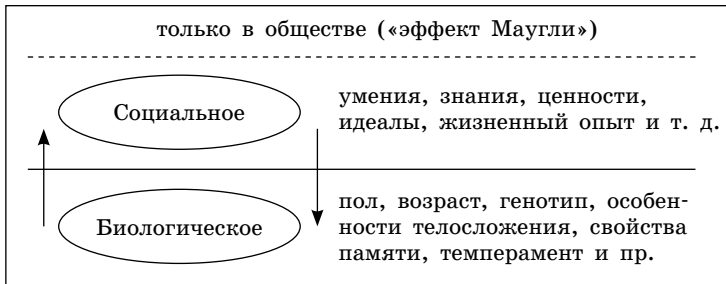 только в обществе («эффект Маугли»)
Социальное
умения, знания, ценности,
идеалы, жизненный опыт и т. д.
Биологическое
пол, возраст, генотип, особен-
ности телосложения, свойства
памяти, темперамент и пр.